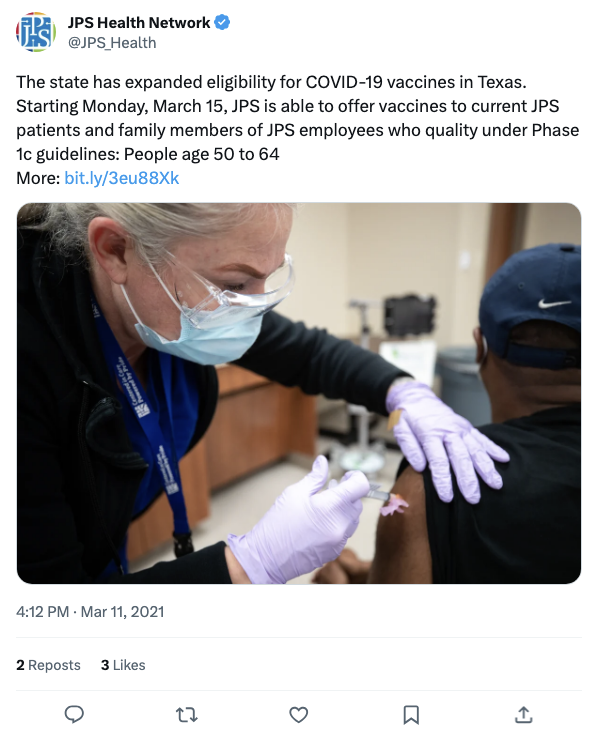 JPS Health Network
@JPS_Health
The state has expanded eligibility for COVID-19 vaccines in Texas.
Starting Monday, March 15, JPS is able to offer vaccines to current JPS
patients and family members of JPS employees who quality under Phase
1c guidelines: People age 50 to 64
More: bit.ly/3eu88Xk
4:12 PM · Mar 11, 2021
2 Reposts 3 Likes